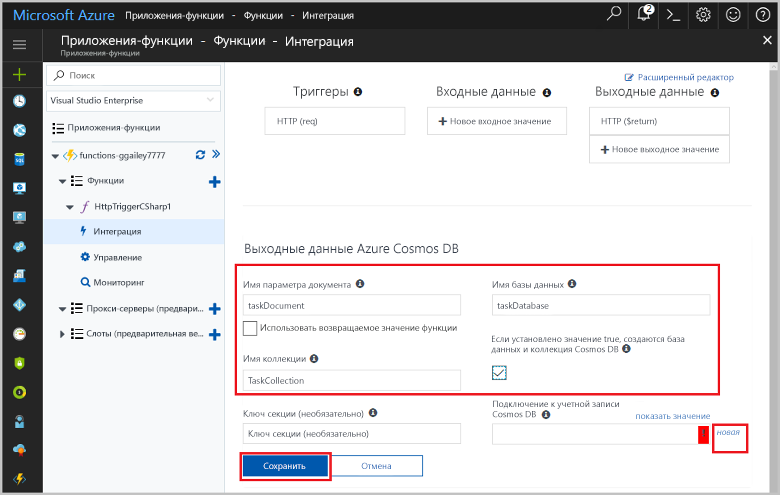 Microsoft Azure Приложения-функции - Функции - Интеграция
2
Приложения-функции - Функции - Интеграция
Приложения-функции
Поиск
Visual Studio Enterprise
Приложения-функции
functions-ggailey7777
Функции
HttpTriggerCSharp1
Интеграция
Управление
Мониторинг
Прокси-серверы (предвари...
Слоты (предварительная ве...
SQL
Расширенный редактор
Триггеры
HTTP (req)
Входные данные
Новое входное значение
Выходные данные
HTTP ($return)
Новое выходное значение
Выходные данные Azure Cosmos DB
Имя параметра документа
taskDocument
Использовать возвращаемое значение функции
Имя базы данных
taskDatabase
Имя коллекции
TaskCollection
Если установлено значение true, создаются база
данных и коллекция Cosmos DB
Ключ секции (необязательно)
Ключ секции (необязательно)
Подключение к учетной записи
Cosmos DB
показать значение
новая
Сохранить
Отмена